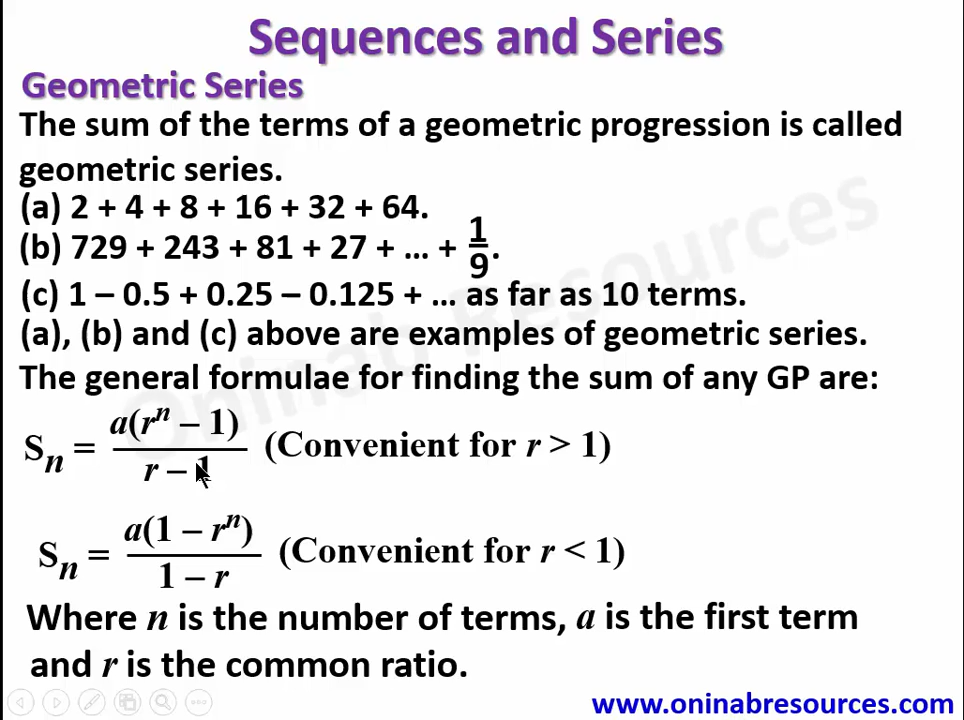 Sequences and Series
Geometric Series
The sum of the terms of a geometric progression is called
geometric series.
(a) 2 + 4 + 8 + 16 + 32 + 64.
(b) 729 + 243 + 81 + 27 + … + 1/9.
(c) 1 – 0.5 + 0.25 – 0.125 + … as far as 10 terms.
(a), (b) and (c) above are examples of geometric series.
The general formulae for finding the sum of any GP are:
Sₙ = a(rⁿ – 1) / (r – 1) (Convenient for r > 1)
Sₙ = a(1 – rⁿ) / (1 – r) (Convenient for r < 1)
Where n is the number of terms, a is the first term
and r is the common ratio.
www.oninabresources.com
Oninab Resources